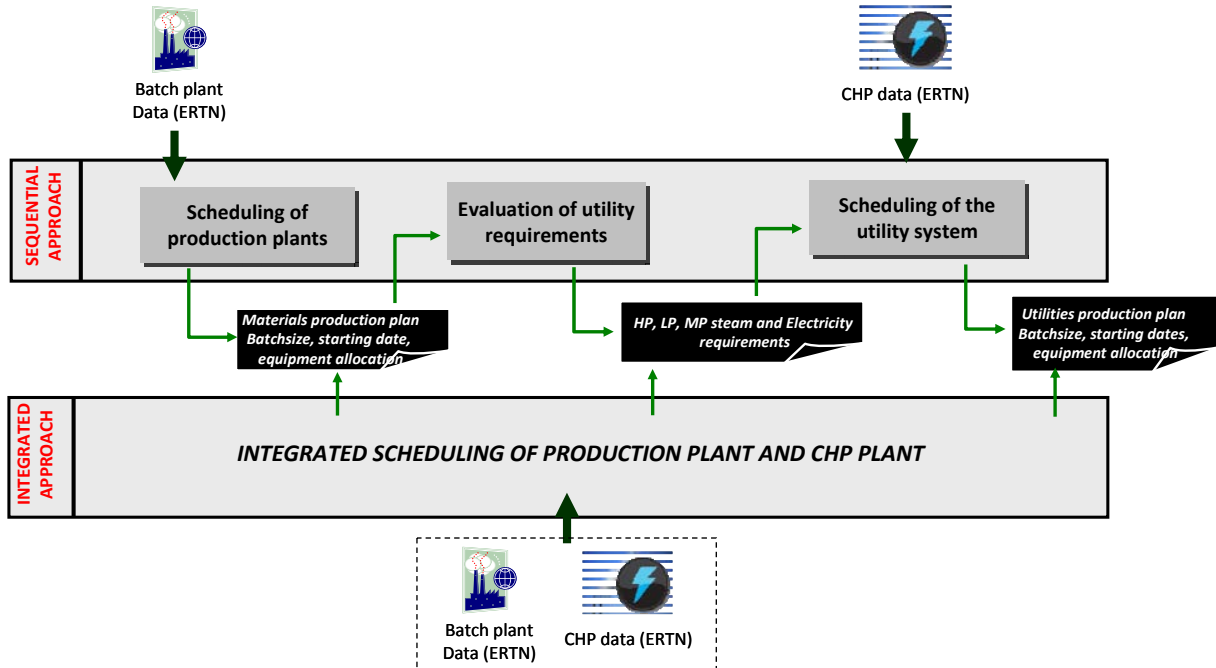 Batch plant
Data (ERTN)
CHP data (ERTN)
SEQUENTIAL
APPROACH
Scheduling of
production plants
Evaluation of utility
requirements
Scheduling of the
utility system
Materials production plan
Batchsize, starting date,
equipment allocation
HP, LP, MP steam and Electricity
requirements
Utilities production plan
Batchsize, starting dates,
equipment allocation
INTEGRATED
APPROACH
INTEGRATED SCHEDULING OF PRODUCTION PLANT AND CHP PLANT
Batch plant
Data (ERTN)
CHP data (ERTN)